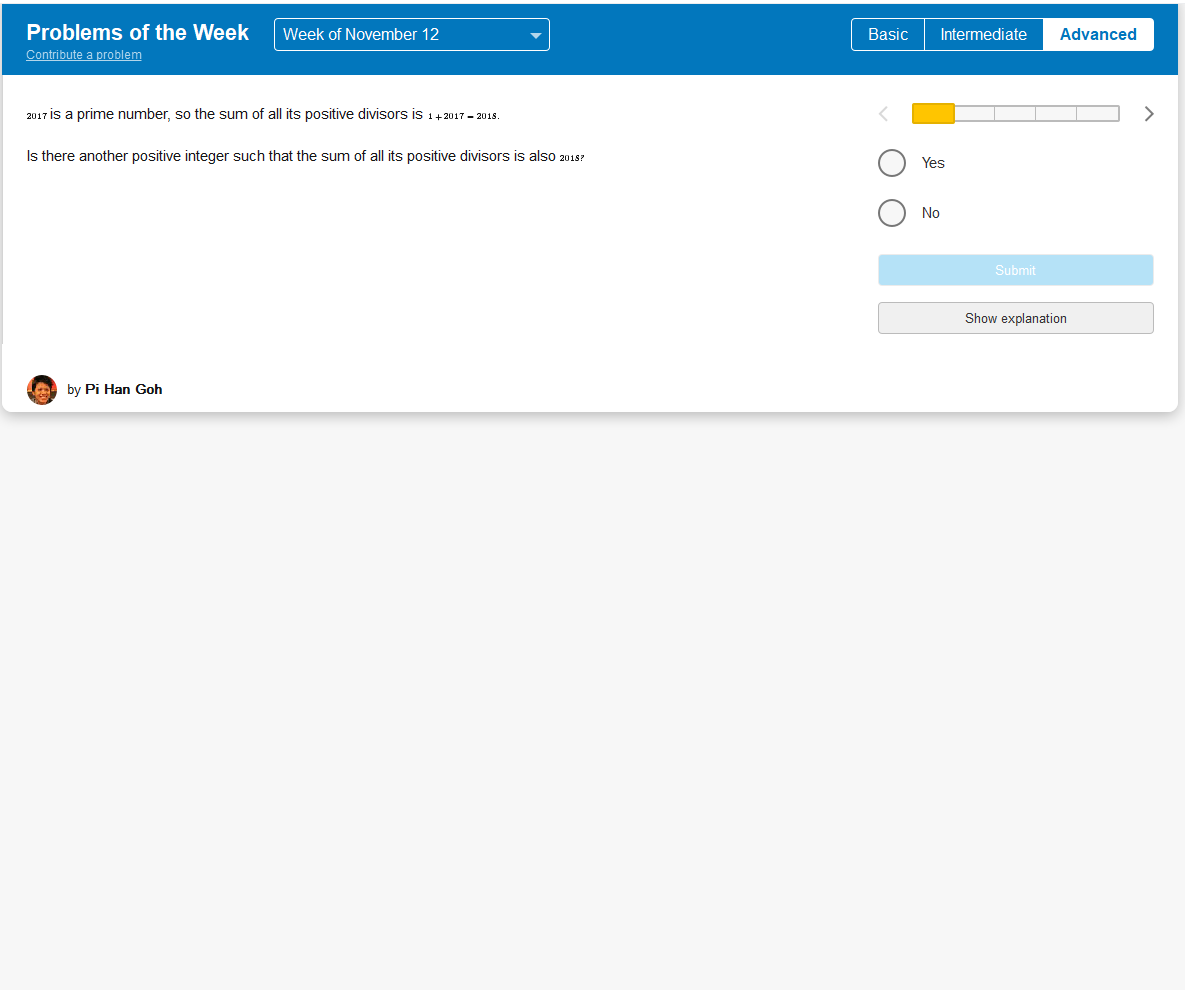 Problems of the Week
Week of November 12
Basic
Intermediate
Advanced
Contribute a problem
2017 is a prime number, so the sum of all its positive divisors is 1 + 2017 = 2018.
Is there another positive integer such that the sum of all its positive divisors is also 2018?
Yes
No
Submit
Show explanation
by Pi Han Goh